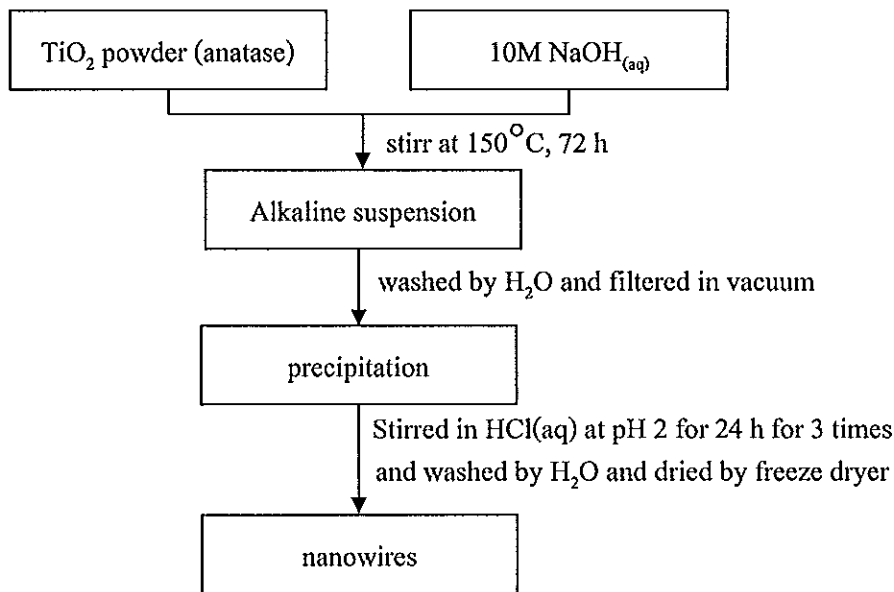 TiO₂ powder (anatase)
10M NaOH₍aq₎
stirr at 150°C, 72 h
Alkaline suspension
washed by H₂O and filtered in vacuum
precipitation
Stirred in HCl(aq) at pH 2 for 24 h for 3 times
and washed by H₂O and dried by freeze dryer
nanowires